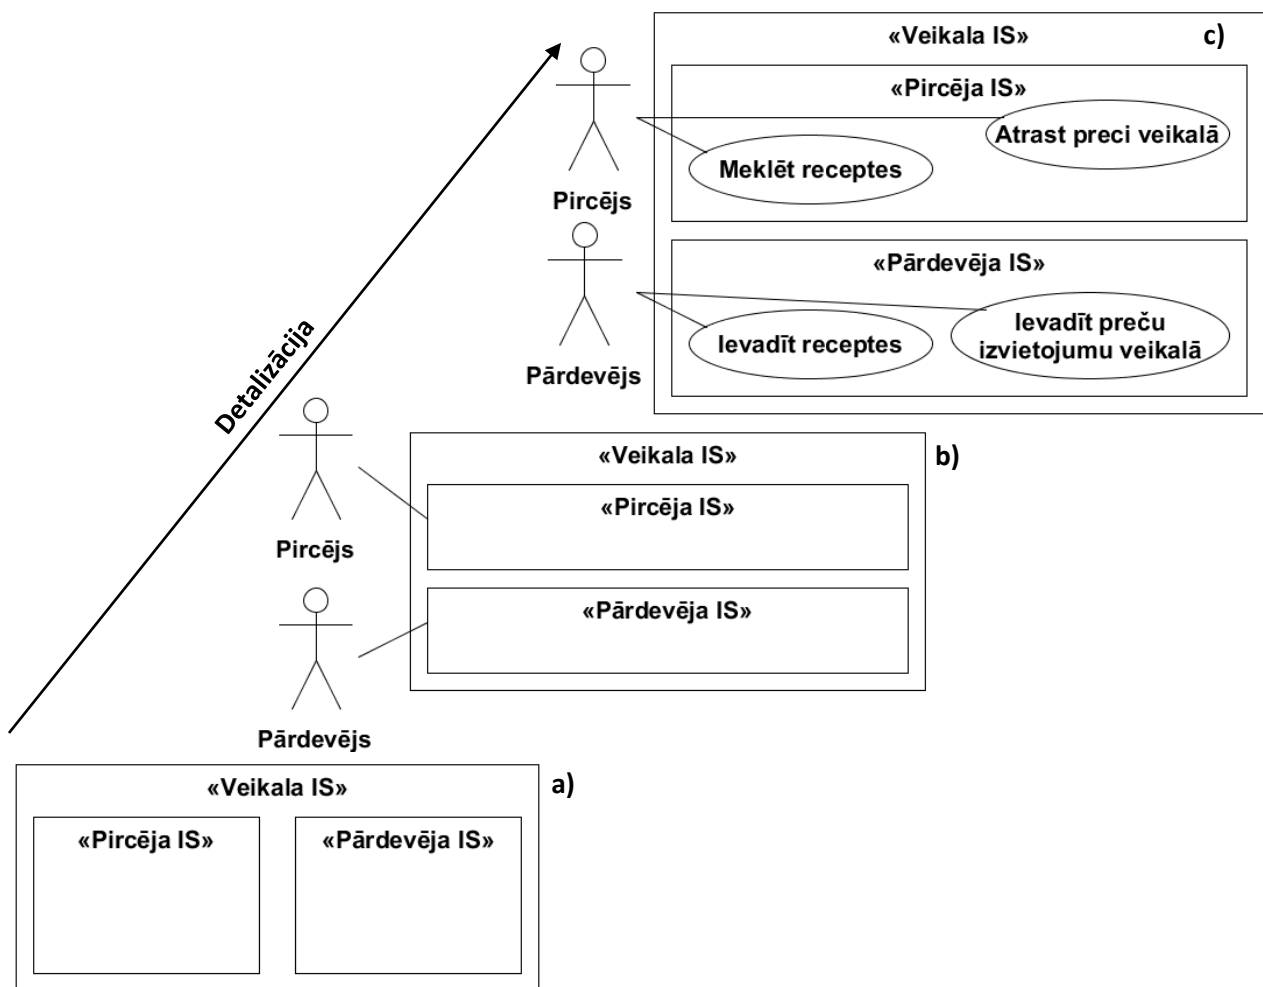 «Veikala IS»
c)
«Pircēja IS»
Atrast preci veikalā
Meklēt receptes
Pircējs
«Pārdevēja IS»
Ievadīt preču
izvietojumu veikalā
Ievadīt receptes
Pārdevējs
Detalizācija
«Veikala IS»
b)
«Pircēja IS»
Pircējs
«Pārdevēja IS»
Pārdevējs
«Veikala IS»
a)
«Pircēja IS»
«Pārdevēja IS»